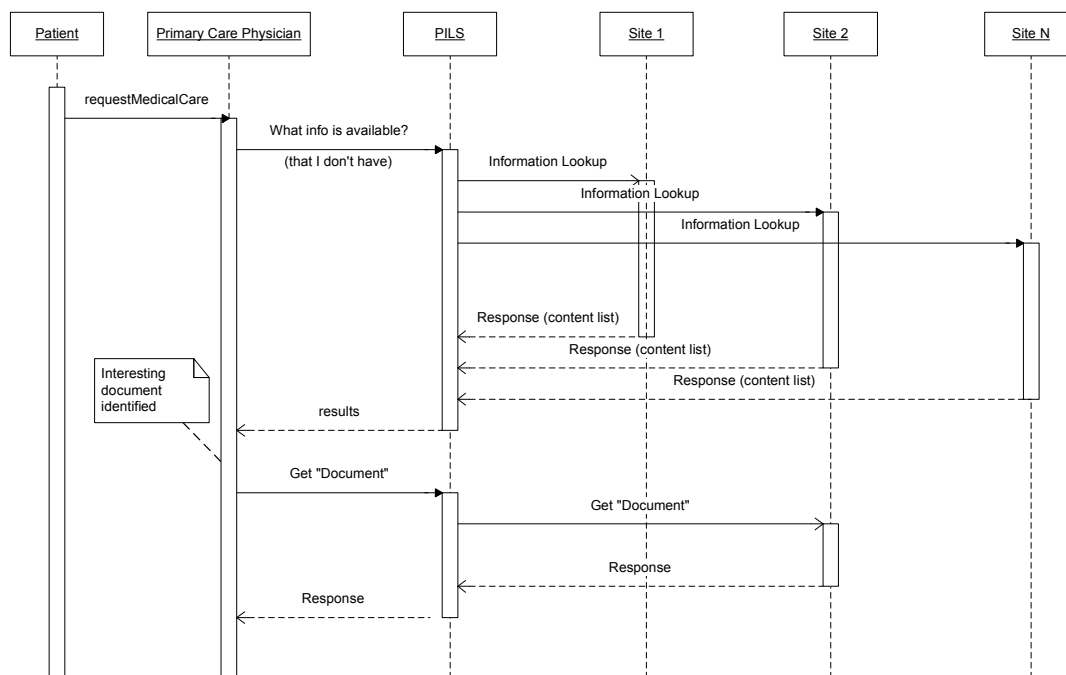 Patient
Primary Care Physician
PILS
Site 1
Site 2
Site N
requestMedicalCare
What info is available?
(that I don't have)
Information Lookup
Information Lookup
Information Lookup
Response (content list)
Response (content list)
Response (content list)
Interesting
document
identified
results
Get "Document"
Get "Document"
Response
Response